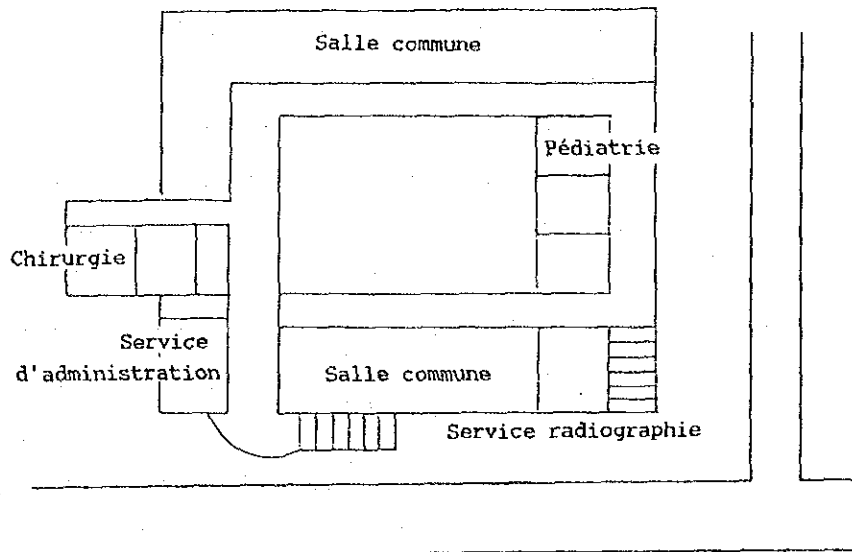 Salle commune
Pédiatrie
Chirurgie
Service
d'administration
Salle commune
Service radiographie